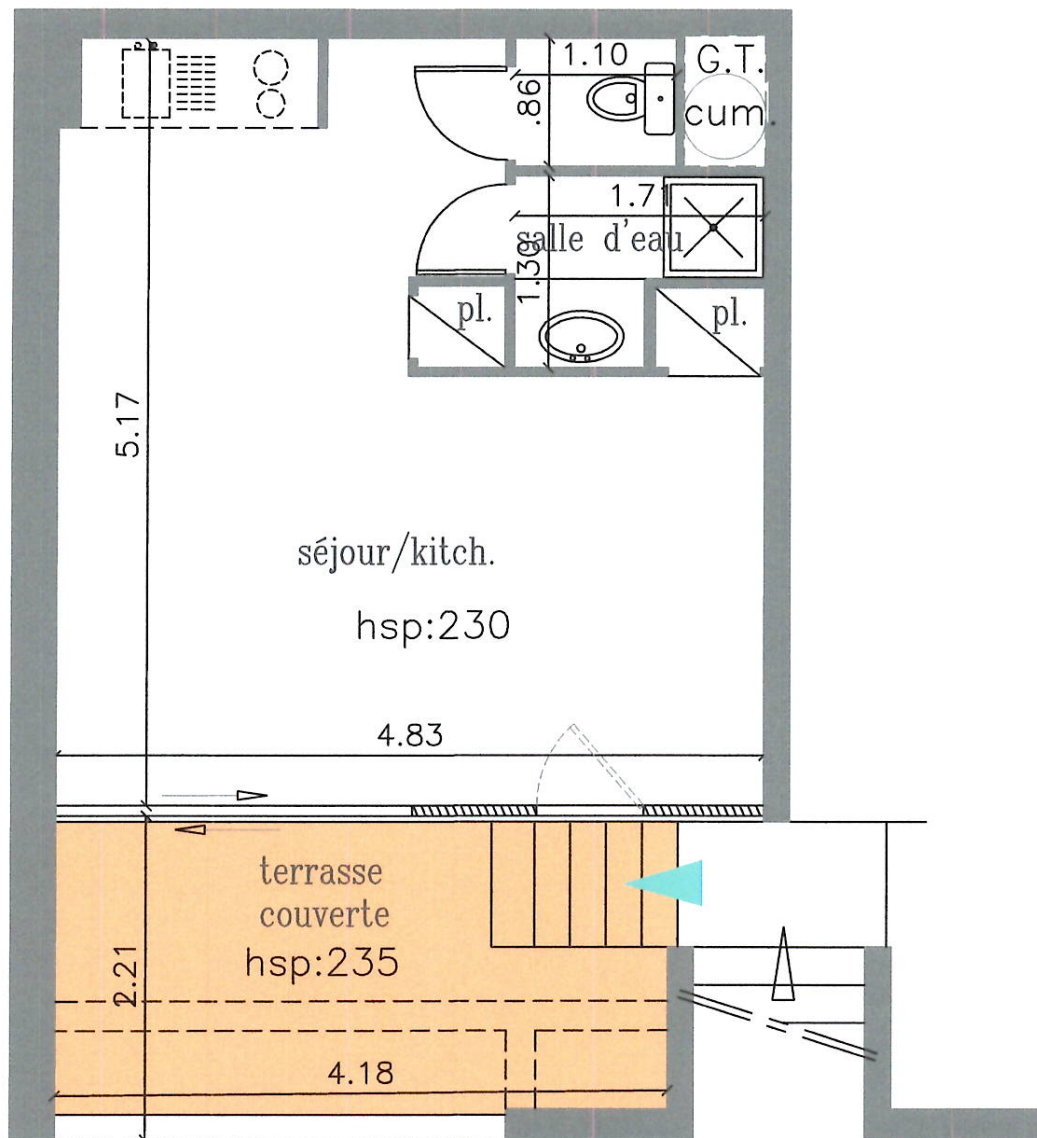 1.10
G.T.
.86
cum.
1.71
salle d'eau
1.30
pl.
pl.
5.17
séjour/kitch.
hsp:230
4.83
terrasse
couverte
hsp:235
2.21
4.18